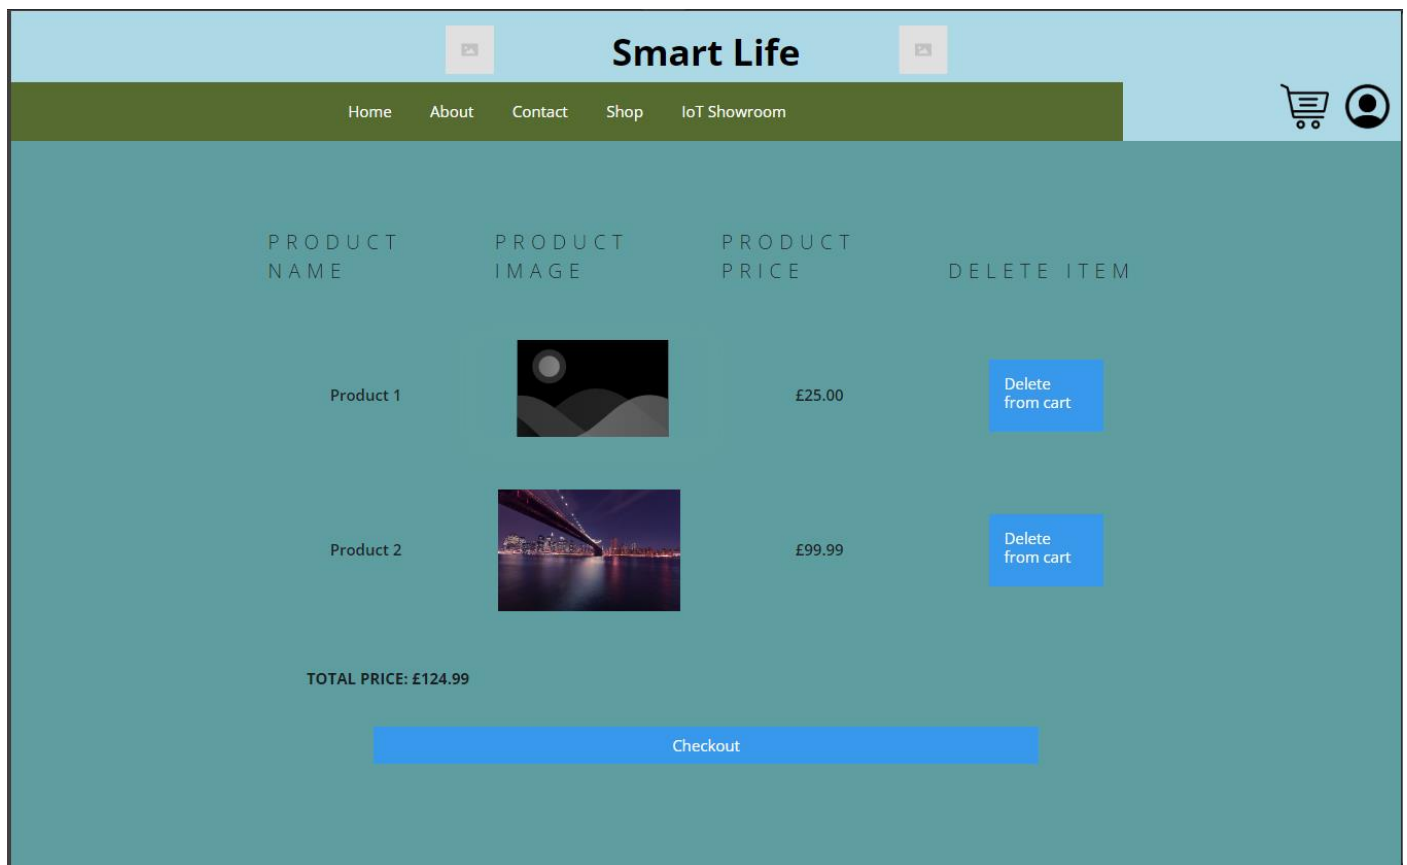 Smart Life
Home About Contact Shop IoT Showroom
PRODUCT NAME
PRODUCT IMAGE
PRODUCT PRICE
DELETE ITEM
Product 1
£25.00
Delete
from cart
Product 2
£99.99
Delete
from cart
TOTAL PRICE: £124.99
Checkout